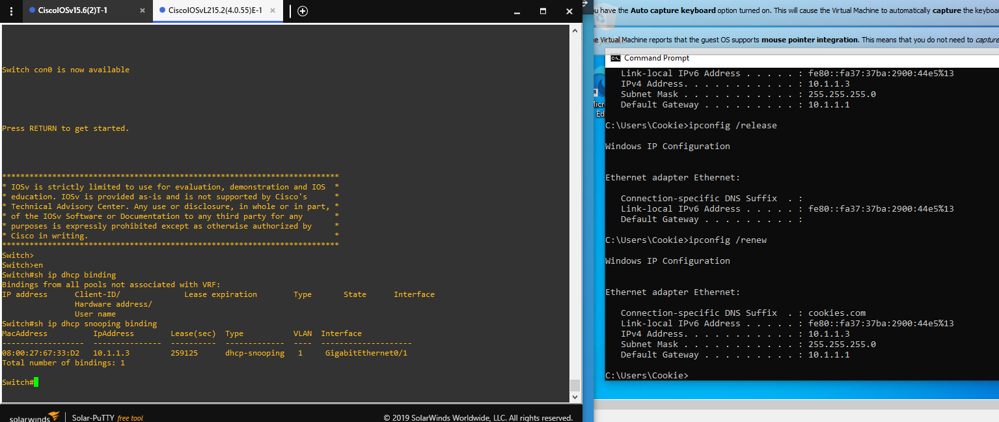 CiscoIOSv15.6(2)T-1
CiscoIOSvL215.2(4.0.55)E-1
Switch con0 is now available
Press RETURN to get started.
**************************************************************************
* IOSv is strictly limited to use for evaluation, demonstration and IOS  *
* education. IOSv is provided as-is and is not supported by Cisco's      *
* Technical Advisory Center. Any use or disclosure, in whole or in part, *
* of the IOSv Software or Documentation to any third party for any       *
* purposes is expressly prohibited except as otherwise authorized by     *
* Cisco in writing.                                                      *
**************************************************************************
Switch>
Switch>en
Switch#sh ip dhcp binding
Bindings from all pools not associated with VRF:
IP address      Client-ID/              Lease expiration        Type       State      Interface
                Hardware address/
                User name
Switch#sh ip dhcp snooping binding
MacAddress          IpAddress        Lease(sec)  Type           VLAN  Interface
------------------  ---------------  ----------  -------------  ----  --------------------
08:00:27:67:33:D2   10.1.1.3         259125      dhcp-snooping   1     GigabitEthernet0/1
Total number of bindings: 1
Switch#
solarwinds | Solar-PuTTY free tool
© 2019 SolarWinds Worldwide, LLC. All rights reserved.
u have the Auto capture keyboard option turned on. This will cause the Virtual Machine to automatically capture the keyboar
e Virtual Machine reports that the guest OS supports mouse pointer integration. This means that you do not need to capture
Micr
Ed
Command Prompt
   Link-local IPv6 Address . . . . . : fe80::fa37:37ba:2900:44e5%13
   IPv4 Address. . . . . . . . . . . : 10.1.1.3
   Subnet Mask . . . . . . . . . . . : 255.255.255.0
   Default Gateway . . . . . . . . . : 10.1.1.1
C:\Users\Cookie>ipconfig /release
Windows IP Configuration
Ethernet adapter Ethernet:
   Connection-specific DNS Suffix  . :
   Link-local IPv6 Address . . . . . : fe80::fa37:37ba:2900:44e5%13
   Default Gateway . . . . . . . . . :
C:\Users\Cookie>ipconfig /renew
Windows IP Configuration
Ethernet adapter Ethernet:
   Connection-specific DNS Suffix  . : cookies.com
   Link-local IPv6 Address . . . . . : fe80::fa37:37ba:2900:44e5%13
   IPv4 Address. . . . . . . . . . . : 10.1.1.3
   Subnet Mask . . . . . . . . . . . : 255.255.255.0
   Default Gateway . . . . . . . . . : 10.1.1.1
C:\Users\Cookie>